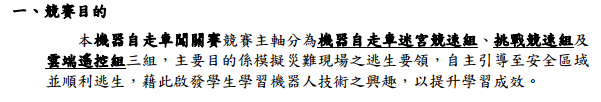 一、競賽目的
本機器自走車闖關賽競賽主軸分為機器自走車迷宮競速組、挑戰競速組及
雲端遙控組三組，主要目的係模擬災難現場之逃生要領，自主引導至安全區域
並順利逃生，藉此啟發學生學習機器人技術之興趣，以提升學習成效。